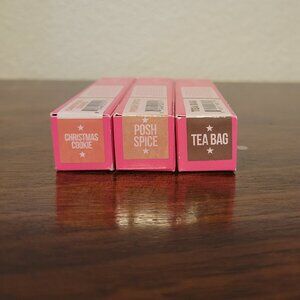 CHRISTMAS
COOKIE
POSH
SPICE
TEA BAG